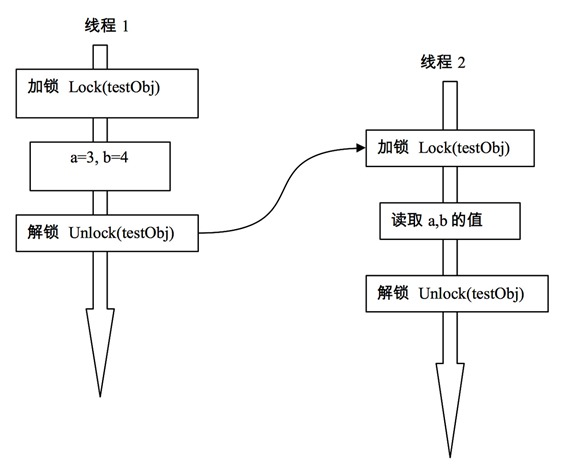 线程 1
加锁 Lock(testObj)
a=3, b=4
解锁 Unlock(testObj)
线程 2
加锁 Lock(testObj)
读取 a,b 的值
解锁 Unlock(testObj)